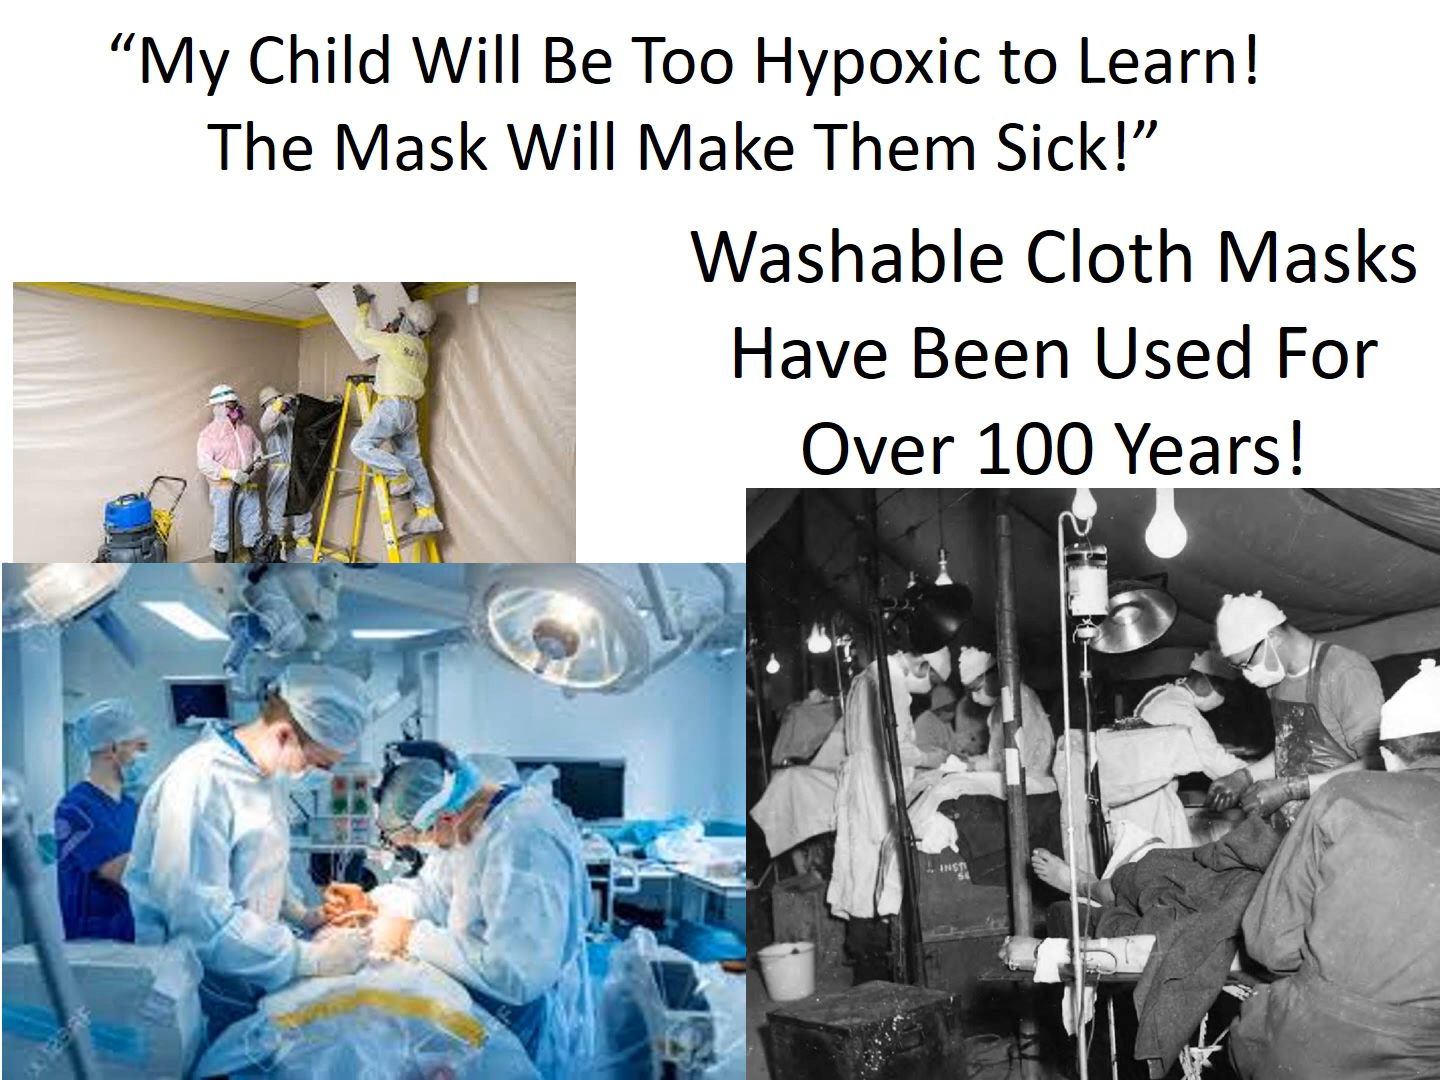 “My Child Will Be Too Hypoxic to Learn!
The Mask Will Make Them Sick!”
Washable Cloth Masks
Have Been Used For
Over 100 Years!
INST